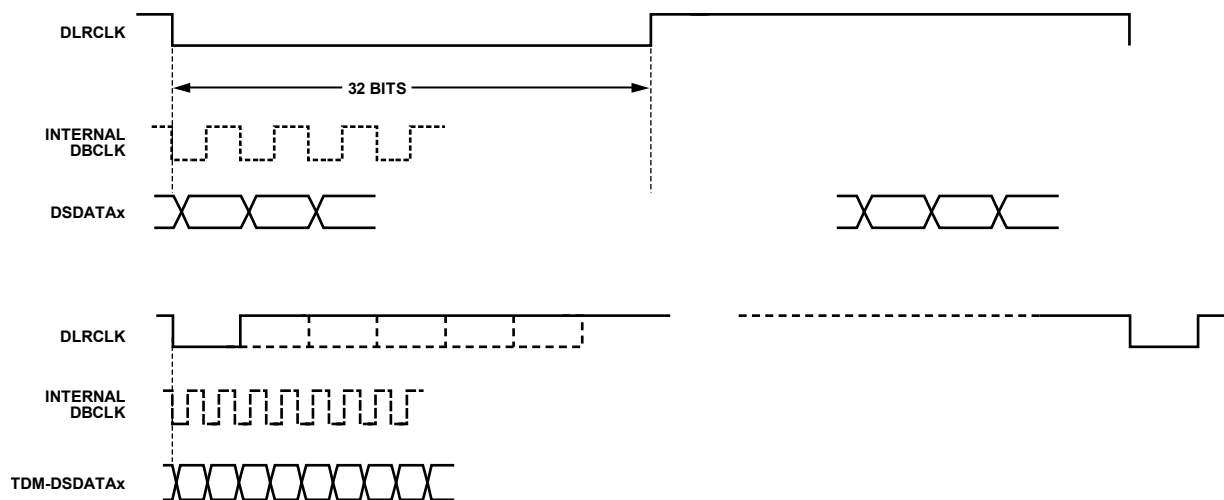 DLRCLK
32 BITS
INTERNAL
DBCLK
DSDATAx
DLRCLK
INTERNAL
DBCLK
TDM-DSDATAx